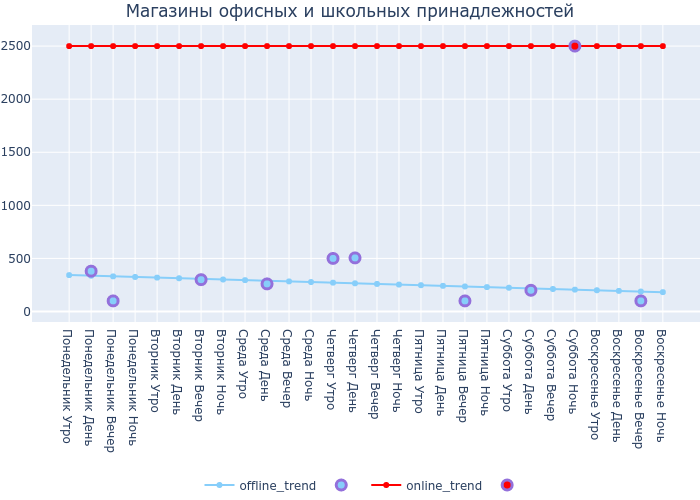 Магазины офисных и школьных принадлежностей
2500
2000
1500
1000
500
0
Понедельник Утро
Понедельник День
Понедельник Вечер
Понедельник Ночь
Вторник Утро
Вторник День
Вторник Вечер
Вторник Ночь
Среда Утро
Среда День
Среда Вечер
Среда Ночь
Четверг Утро
Четверг День
Четверг Вечер
Четверг Ночь
Пятница Утро
Пятница День
Пятница Вечер
Пятница Ночь
Суббота Утро
Суббота День
Суббота Вечер
Суббота Ночь
Воскресенье Утро
Воскресенье День
Воскресенье Вечер
Воскресенье Ночь
offline_trend
online_trend